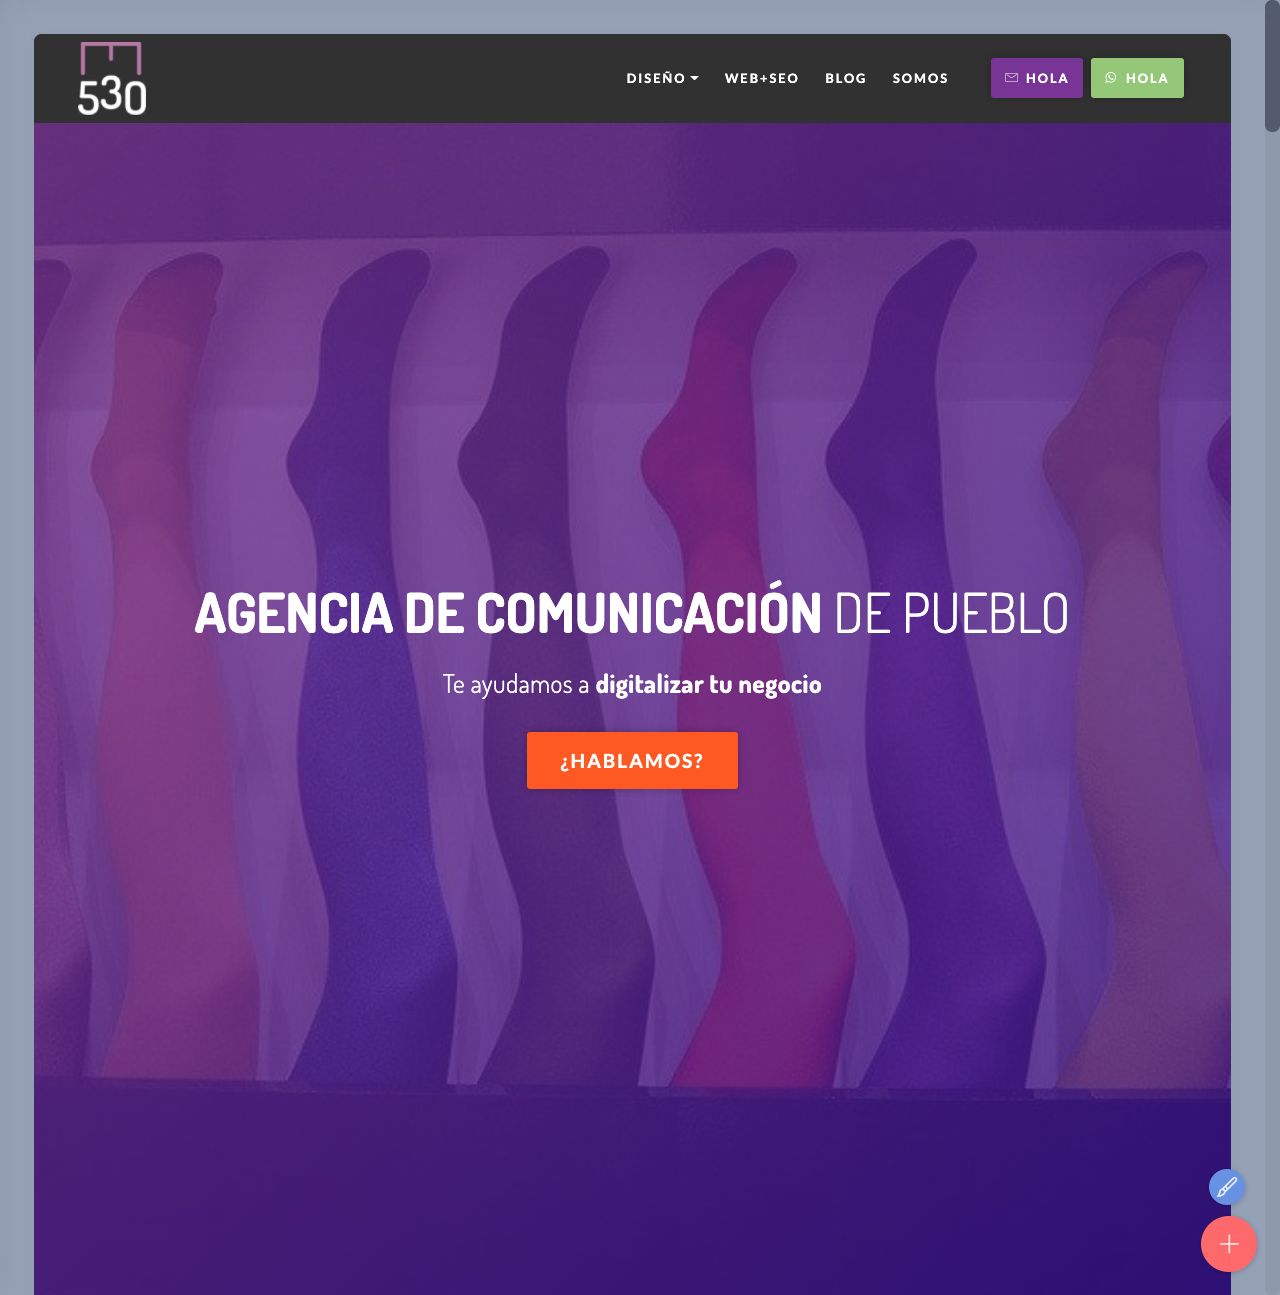 530
DISEÑO
WEB+SEO
BLOG
SOMOS
HOLA
HOLA
AGENCIA DE COMUNICACIÓN DE PUEBLO
Te ayudamos a digitalizar tu negocio
¿HABLAMOS?